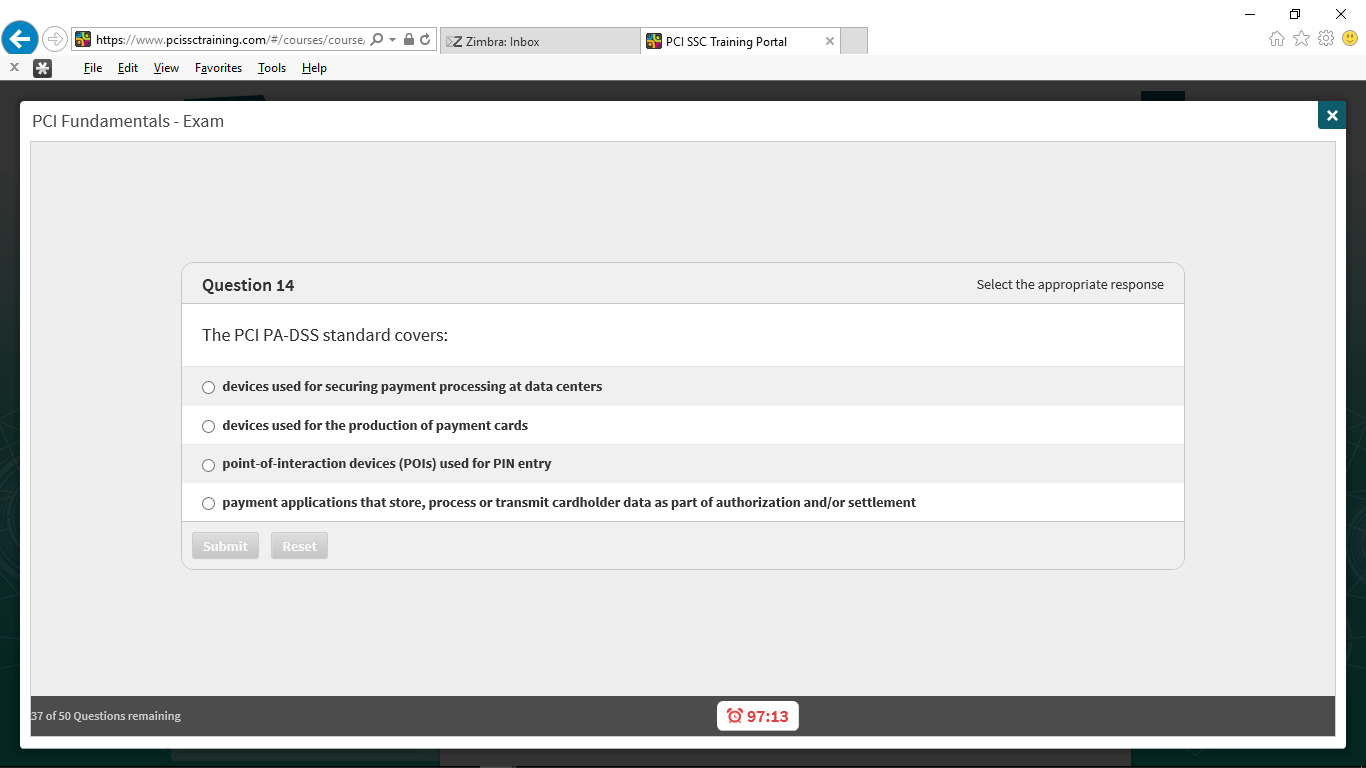 https://www.pcissctraining.com/#/courses/course,
Zimbra: Inbox
PCI SSC Training Portal
File Edit View Favorites Tools Help
PCI Fundamentals - Exam
Question 14
Select the appropriate response
The PCI PA-DSS standard covers:
devices used for securing payment processing at data centers
devices used for the production of payment cards
point-of-interaction devices (POIs) used for PIN entry
payment applications that store, process or transmit cardholder data as part of authorization and/or settlement
Submit Reset
37 of 50 Questions remaining
97:13